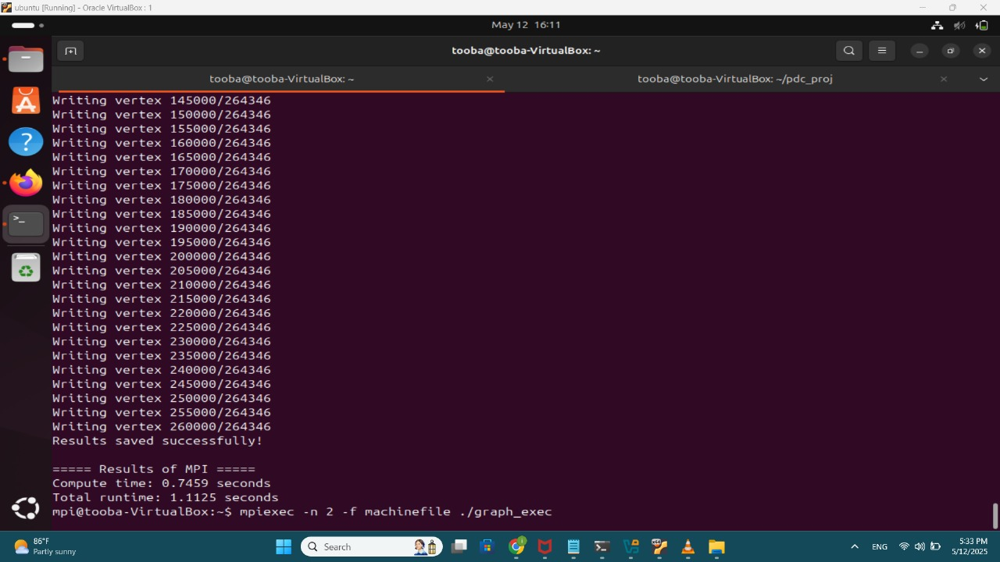 ubuntu [Running] - Oracle VirtualBox : 1
May 12 16:11
tooba@tooba-VirtualBox: ~
tooba@tooba-VirtualBox: ~
tooba@tooba-VirtualBox: ~/pdc_proj
Writing vertex 145000/264346
Writing vertex 150000/264346
Writing vertex 155000/264346
Writing vertex 160000/264346
Writing vertex 165000/264346
Writing vertex 170000/264346
Writing vertex 175000/264346
Writing vertex 180000/264346
Writing vertex 185000/264346
Writing vertex 190000/264346
Writing vertex 195000/264346
Writing vertex 200000/264346
Writing vertex 205000/264346
Writing vertex 210000/264346
Writing vertex 215000/264346
Writing vertex 220000/264346
Writing vertex 225000/264346
Writing vertex 230000/264346
Writing vertex 235000/264346
Writing vertex 240000/264346
Writing vertex 245000/264346
Writing vertex 250000/264346
Writing vertex 255000/264346
Writing vertex 260000/264346
Results saved successfully!
===== Results of MPI =====
Compute time: 0.7459 seconds
Total runtime: 1.1125 seconds
mpi@tooba-VirtualBox:~$ mpiexec -n 2 -f machinefile ./graph_exec
86°F
Partly sunny
Search
ENG
5:33 PM
5/12/2025